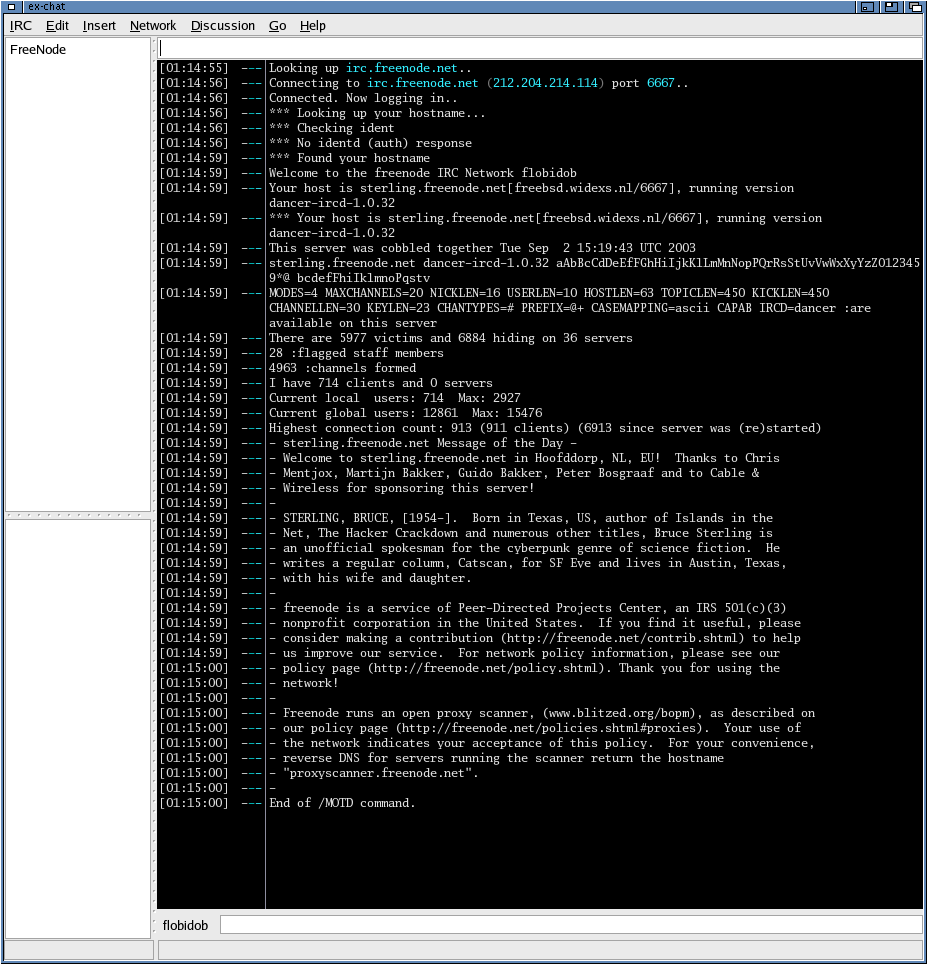 ex-chat
IRC Edit Insert Network Discussion Go Help
FreeNode
[01:14:55] --- Looking up irc.freenode.net..
[01:14:56] --- Connecting to irc.freenode.net (212.204.214.114) port 6667..
[01:14:56] --- Connected. Now logging in..
[01:14:56] --- *** Looking up your hostname...
[01:14:56] --- *** Checking ident
[01:14:56] --- *** No identd (auth) response
[01:14:59] --- *** Found your hostname
[01:14:59] --- Welcome to the freenode IRC Network flobidob
[01:14:59] --- Your host is sterling.freenode.net[freebsd.widexs.nl/6667], running version
dancer-ircd-1.0.32
[01:14:59] --- *** Your host is sterling.freenode.net[freebsd.widexs.nl/6667], running version
dancer-ircd-1.0.32
[01:14:59] --- This server was cobbled together Tue Sep  2 15:19:43 UTC 2003
[01:14:59] --- sterling.freenode.net dancer-ircd-1.0.32 aAbBcCdDeEfFGhHiIjkKlLmMnNopPQrRsStUvVwWxXyYzZ012345
9*@ bcdefFhiIklmnoPqstv
[01:14:59] --- MODES=4 MAXCHANNELS=20 NICKLEN=16 USERLEN=10 HOSTLEN=63 TOPICLEN=450 KICKLEN=450
CHANNELLEN=30 KEYLEN=23 CHANTYPES=# PREFIX=@+ CASEMAPPING=ascii CAPAB IRCD=dancer :are
available on this server
[01:14:59] --- There are 5977 victims and 6884 hiding on 36 servers
[01:14:59] --- 28 :flagged staff members
[01:14:59] --- 4963 :channels formed
[01:14:59] --- I have 714 clients and 0 servers
[01:14:59] --- Current local  users: 714  Max: 2927
[01:14:59] --- Current global users: 12861  Max: 15476
[01:14:59] --- Highest connection count: 913 (911 clients) (6913 since server was (re)started)
[01:14:59] --- - sterling.freenode.net Message of the Day -
[01:14:59] --- - Welcome to sterling.freenode.net in Hoofddorp, NL, EU!  Thanks to Chris
[01:14:59] --- - Mentjox, Martijn Bakker, Guido Bakker, Peter Bosgraaf and to Cable &
[01:14:59] --- - Wireless for sponsoring this server!
[01:14:59] --- -
[01:14:59] --- - STERLING, BRUCE, [1954-].  Born in Texas, US, author of Islands in the
[01:14:59] --- - Net, The Hacker Crackdown and numerous other titles, Bruce Sterling is
[01:14:59] --- - an unofficial spokesman for the cyberpunk genre of science fiction.  He
[01:14:59] --- - writes a regular column, Catscan, for SF Eye and lives in Austin, Texas,
[01:14:59] --- - with his wife and daughter.
[01:14:59] --- -
[01:14:59] --- - freenode is a service of Peer-Directed Projects Center, an IRS 501(c)(3)
[01:14:59] --- - nonprofit corporation in the United States.  If you find it useful, please
[01:14:59] --- - consider making a contribution (http://freenode.net/contrib.shtml) to help
[01:14:59] --- - us improve our service.  For network policy information, please see our
[01:15:00] --- - policy page (http://freenode.net/policy.shtml). Thank you for using the
[01:15:00] --- - network!
[01:15:00] --- -
[01:15:00] --- - Freenode runs an open proxy scanner, (www.blitzed.org/bopm), as described on
[01:15:00] --- - our policy page (http://freenode.net/policies.shtml#proxies).  Your use of
[01:15:00] --- - the network indicates your acceptance of this policy.  For your convenience,
[01:15:00] --- - reverse DNS for servers running the scanner return the hostname
[01:15:00] --- - "proxyscanner.freenode.net".
[01:15:00] --- -
[01:15:00] --- End of /MOTD command.
flobidob